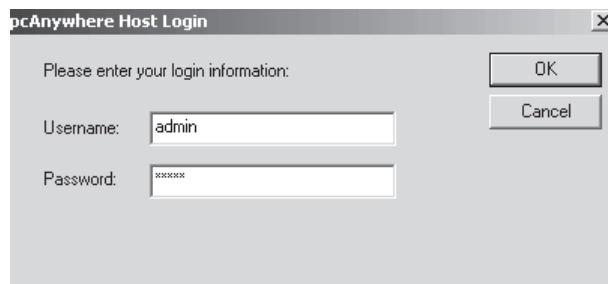 pcAnywhere Host Login
Please enter your login information:
OK
Cancel
Username: admin
Password: *****